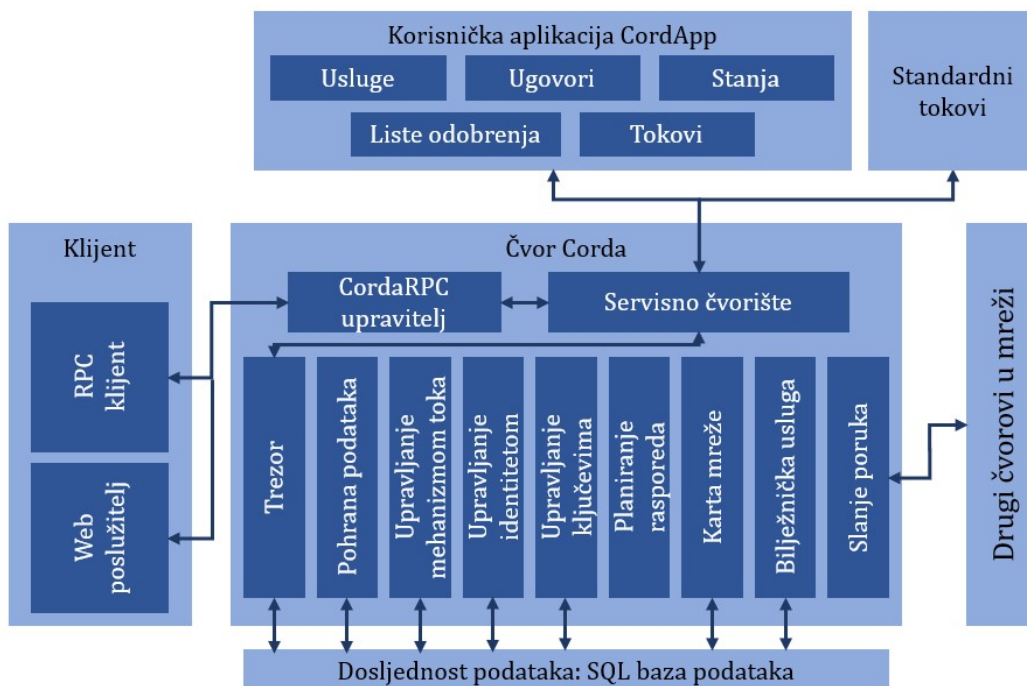 Korisnička aplikacija CordApp
Usluge
Ugovori
Stanja
Liste odobrenja
Tokovi
Standardni
tokovi
Klijent
RPC
klijent
Web
poslužitelj
Čvor Corda
CordaRPC
upravitelj
Servisno čvorište
Trezor
Pohrana podataka
Upravljanje
mehanizmom toka
Upravljanje
identitetom
Upravljanje
ključevima
Planiranje
rasporeda
Karta mreže
Bilježnička usluga
Slanje poruka
Drugi čvorovi u mreži
Dosljednost podataka: SQL baza podataka